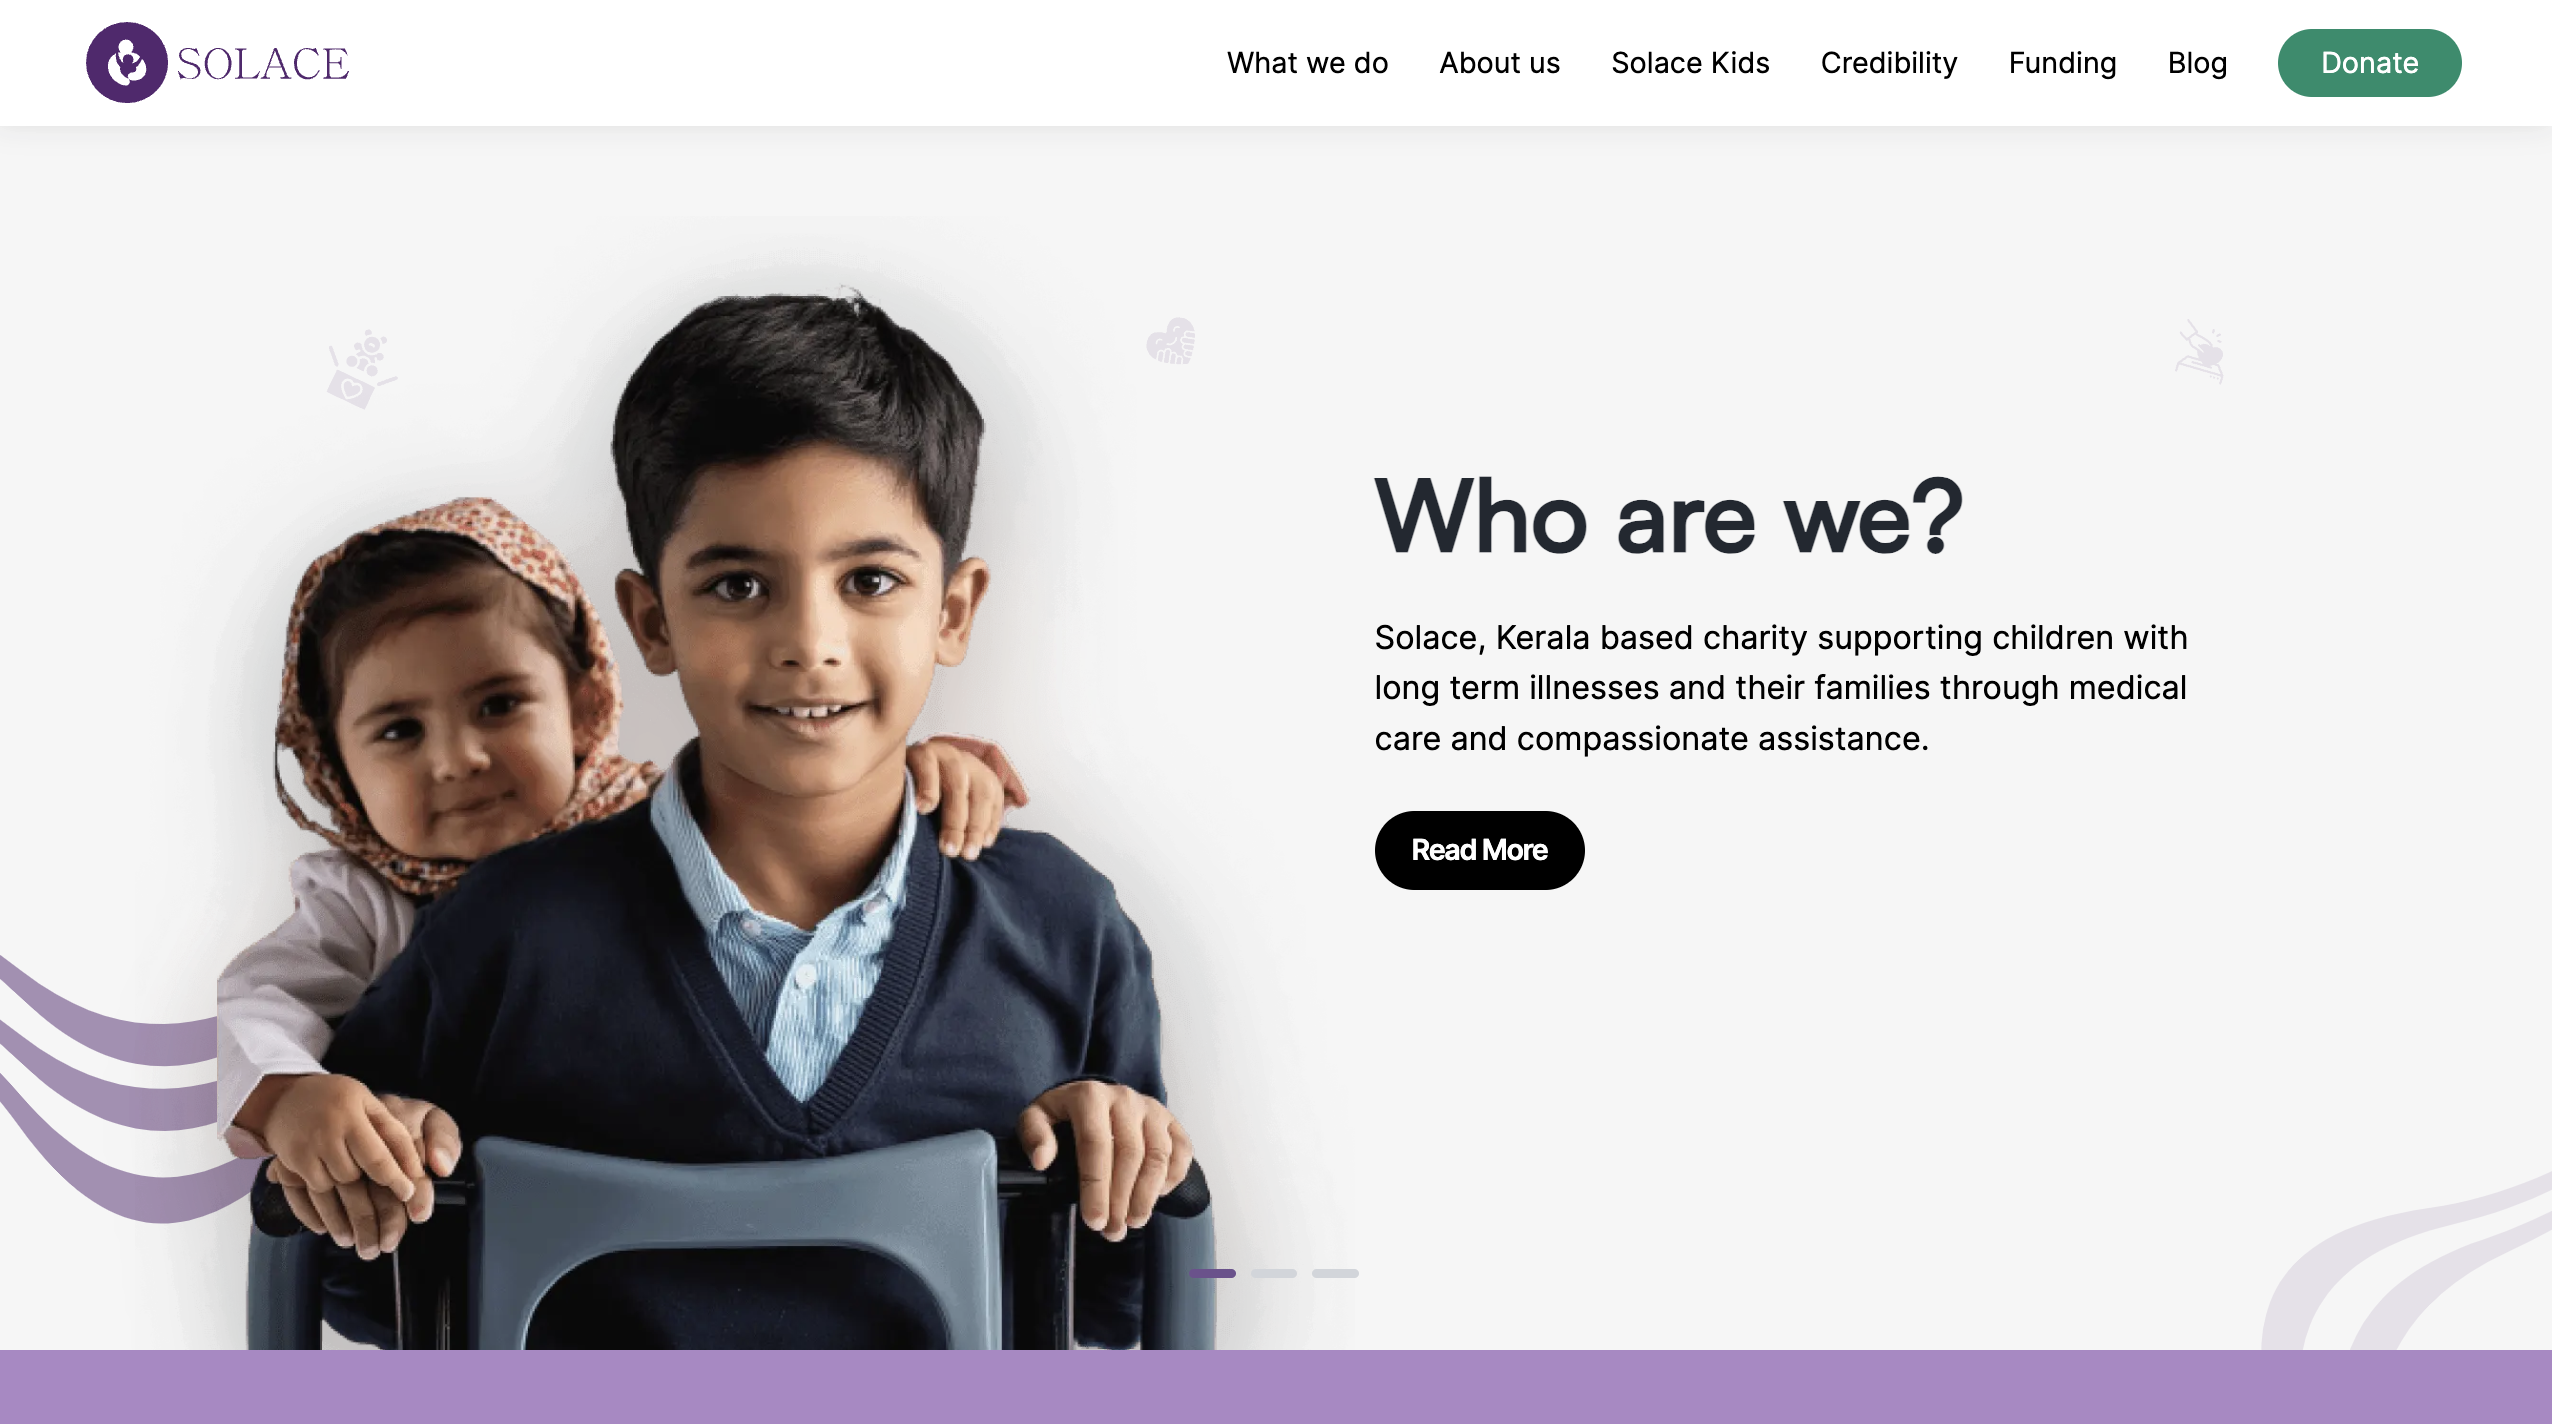 SOLACE
What we do
About us
Solace Kids
Credibility
Funding
Blog
Donate
Who are we?
Solace, Kerala based charity supporting children with
long term illnesses and their families through medical
care and compassionate assistance.
Read More